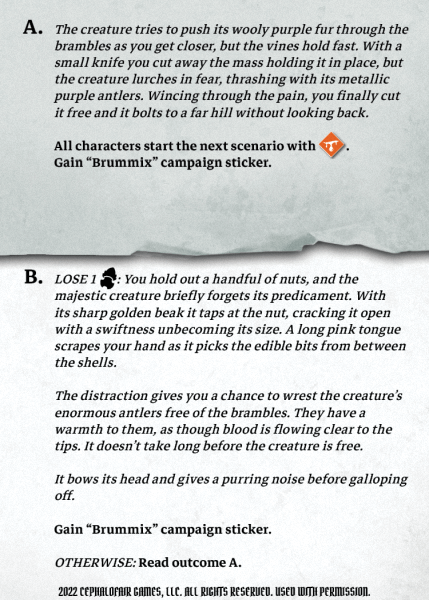 A. The creature tries to push its wooly purple fur through the
brambles as you get closer, but the vines hold fast. With a
small knife you cut away the mass holding it in place, but
the creature lurches in fear, thrashing with its metallic
purple antlers. Wincing through the pain, you finally cut
it free and it bolts to a far hill without looking back.
All characters start the next scenario with .
Gain “Brummix” campaign sticker.
B. LOSE 1 : You hold out a handful of nuts, and the
majestic creature briefly forgets its predicament. With
its sharp golden beak it taps at the nut, cracking it open
with a swiftness unbecoming its size. A long pink tongue
scrapes your hand as it picks the edible bits from between
the shells.
The distraction gives you a chance to wrest the creature’s
enormous antlers free of the brambles. They have a
warmth to them, as though blood is flowing clear to the
tips. It doesn’t take long before the creature is free.
It bows its head and gives a purring noise before galloping
off.
Gain “Brummix” campaign sticker.
OTHERWISE: Read outcome A.
2022 CEPHALOFAIR GAMES, LLC. ALL RIGHTS RESERVED. USED WITH PERMISSION.